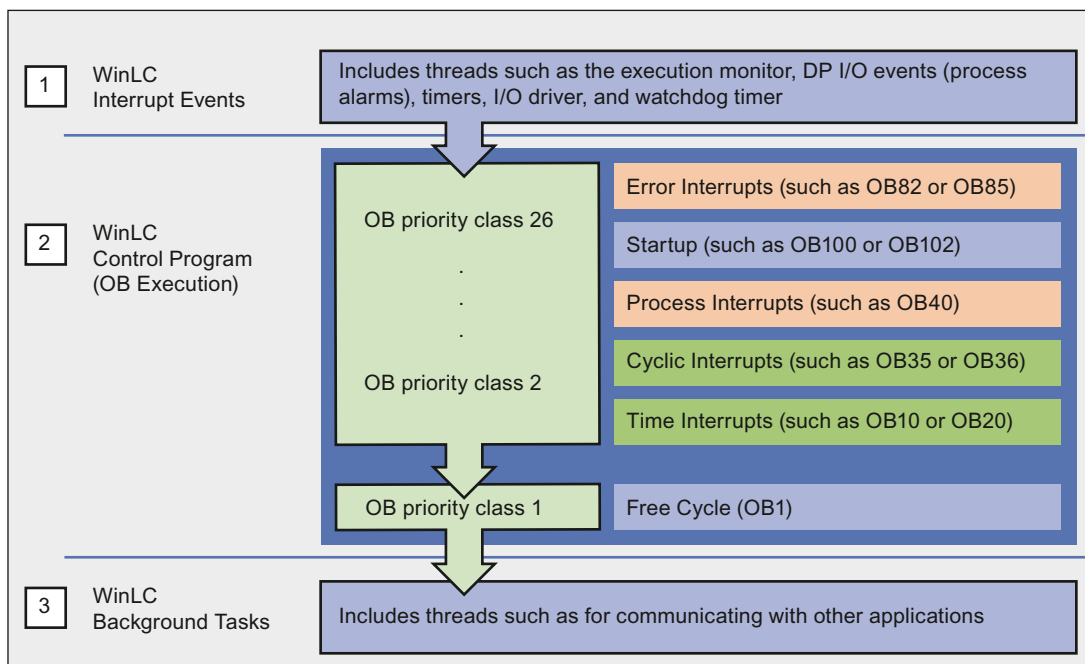 1
WinLC
Interrupt Events
Includes threads such as the execution monitor, DP I/O events (process
alarms), timers, I/O driver, and watchdog timer
2
WinLC
Control Program
(OB Execution)
OB priority class 26
.
.
.
OB priority class 2
Error Interrupts (such as OB82 or OB85)
Startup (such as OB100 or OB102)
Process Interrupts (such as OB40)
Cyclic Interrupts (such as OB35 or OB36)
Time Interrupts (such as OB10 or OB20)
OB priority class 1
Free Cycle (OB1)
3
WinLC
Background Tasks
Includes threads such as for communicating with other applications